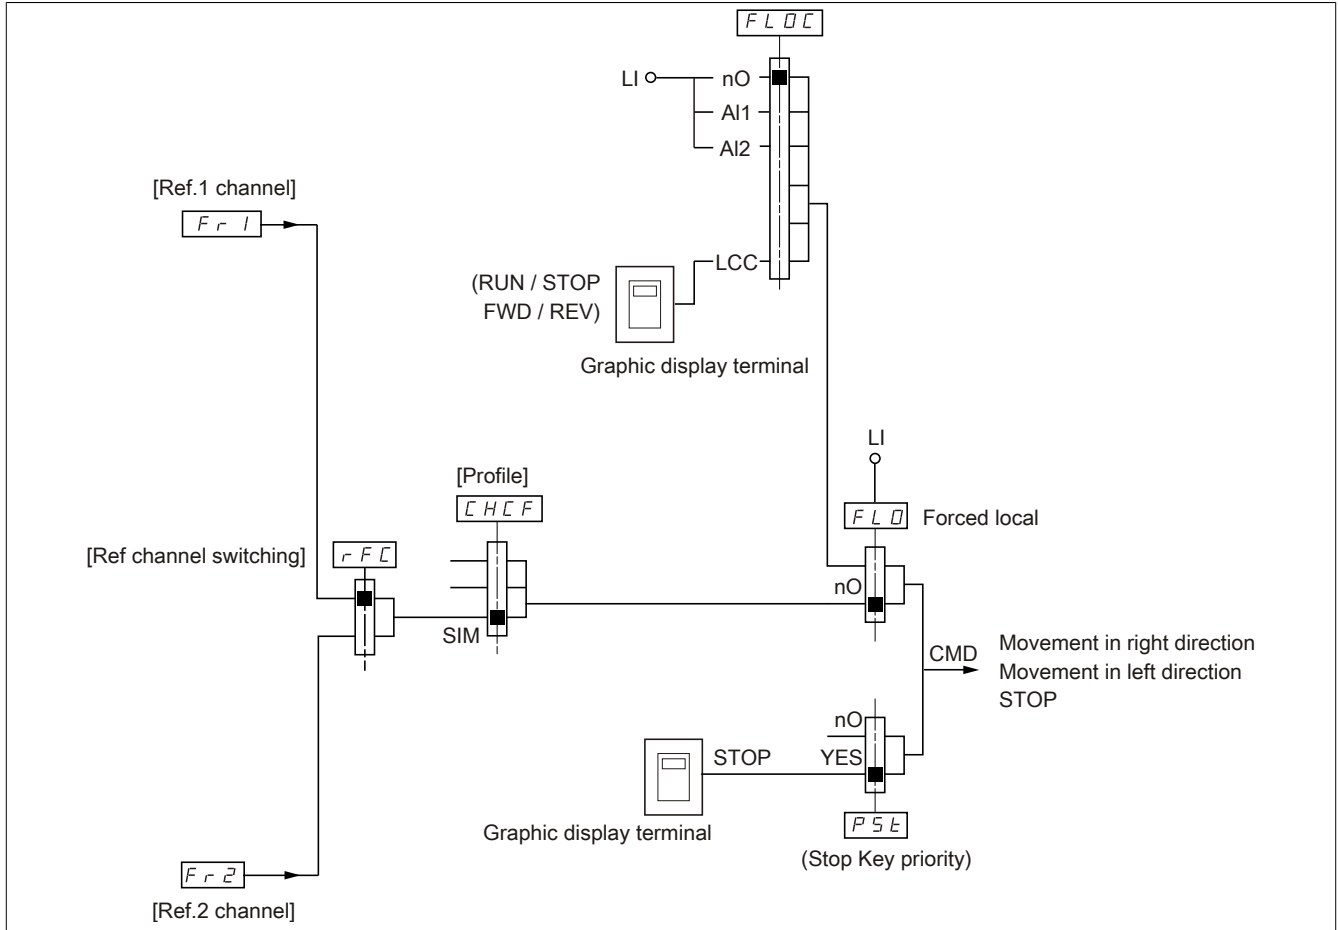 FLOC
LI nO
AI1
AI2
[Ref.1 channel]
Fr1
LCC
(RUN / STOP
FWD / REV)
Graphic display terminal
LI
[Profile]
CHCF
FLO Forced local
[Ref channel switching] rFC
nO
SIM
CMD
Movement in right direction
Movement in left direction
STOP
nO
STOP YES
Graphic display terminal
PSt
(Stop Key priority)
Fr2
[Ref.2 channel]